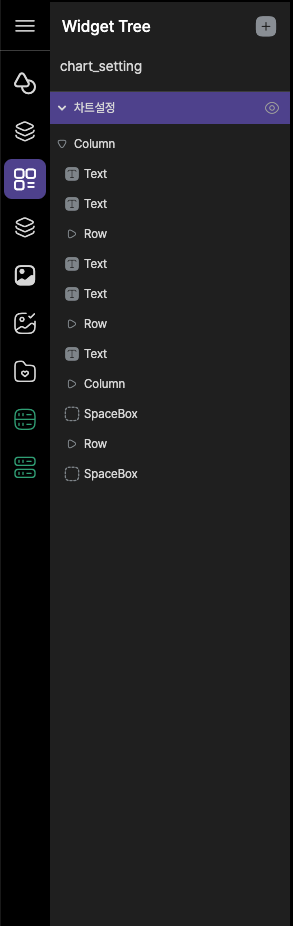 Widget Tree
chart_setting
차트설정
Column
Text
Text
Row
Text
Text
Row
Text
Column
SpaceBox
Row
SpaceBox